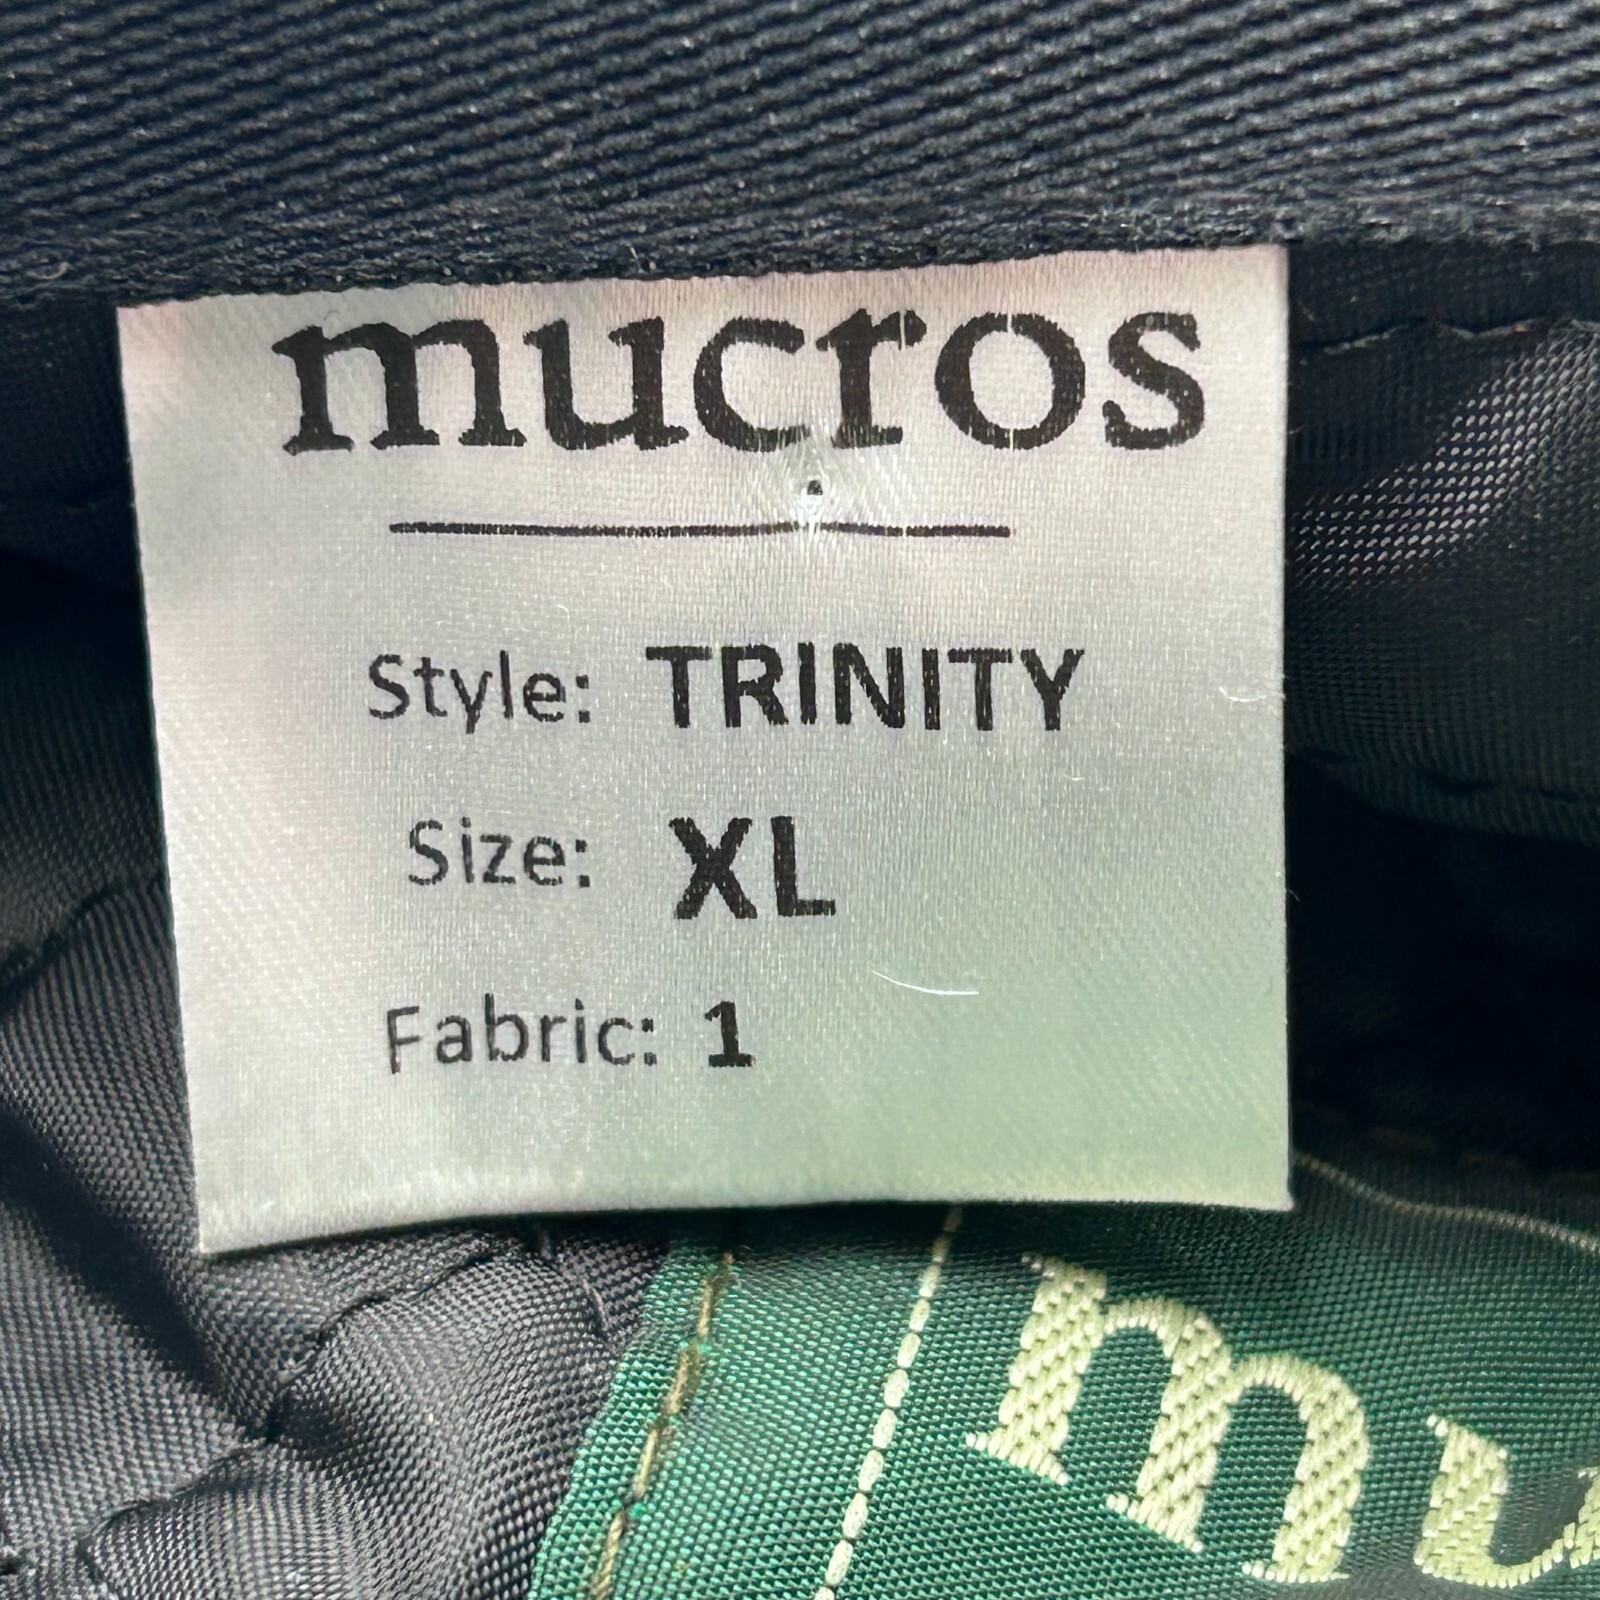 mucros
Style: TRINITY
Size: XL
Fabric: 1
mu